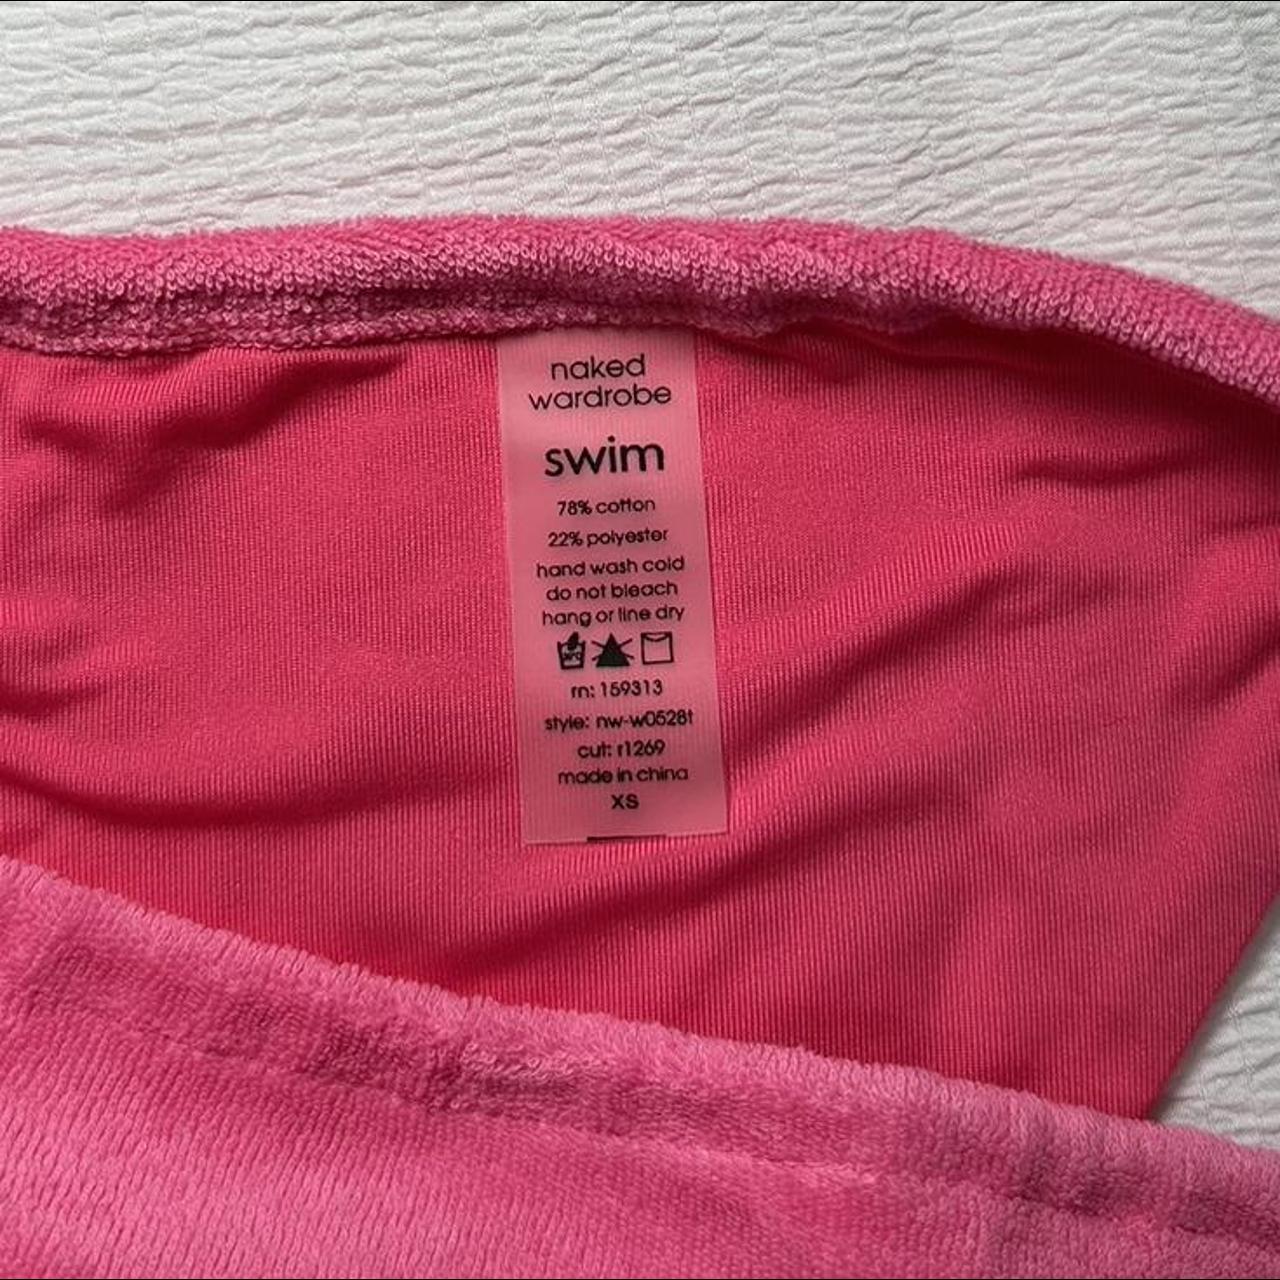 naked
wardrobe
swim
78% cotton
22% polyester
hand wash cold
do not bleach
hang or line dry
rn: 159313
style: nw-w0528t
cut: r1269
made in china
XS